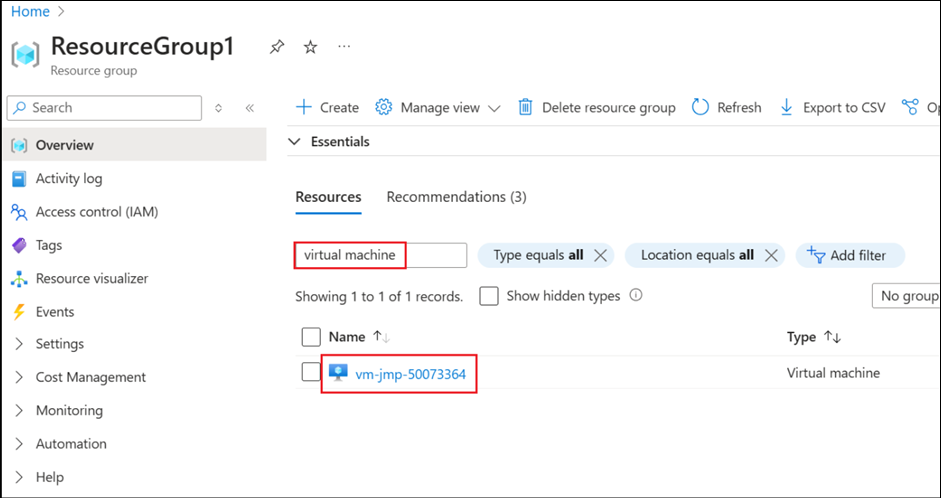 Home
ResourceGroup1
Resource group
Search
Create Manage view Delete resource group Refresh Export to CSV
Essentials
Overview
Activity log
Access control (IAM)
Tags
Resource visualizer
Events
Settings
Cost Management
Monitoring
Automation
Help
Resources Recommendations (3)
virtual machine Type equals all Location equals all Add filter
Showing 1 to 1 of 1 records. Show hidden types No group
Name Type
vm-jmp-50073364 Virtual machine